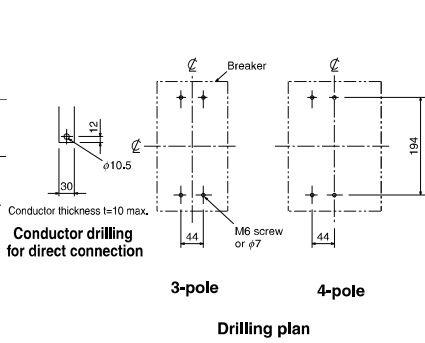 ℄ ℄
Breaker
℄
12
φ10.5
30
194
Conductor thickness t=10 max.
Conductor drilling
for direct connection
44
M6 screw
or φ7
44
3-pole
4-pole
Drilling plan